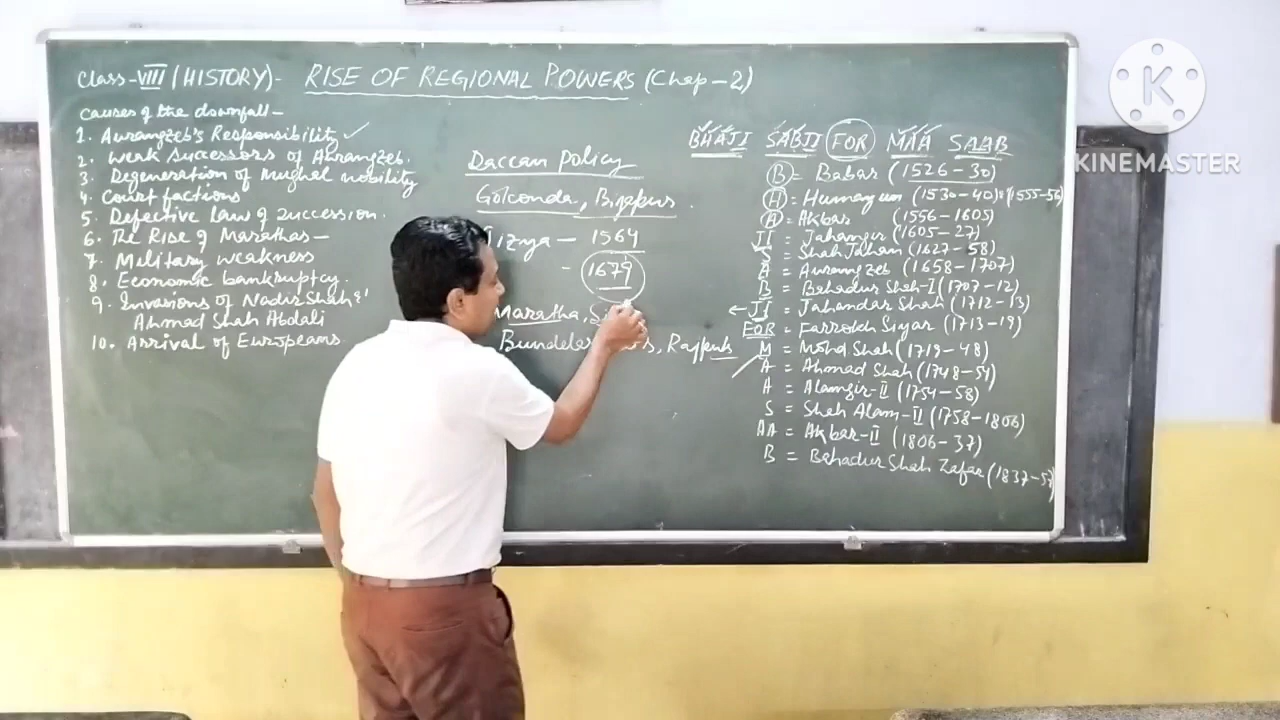 Class-VIII (HISTORY)- RISE OF REGIONAL POWERS (Chap-2)
Causes of the downfall-
1. Aurangzeb's Responsibility ✓
2. Weak Successors of Aurangzeb.
3. Degeneration of Mughal nobility
4. Court factions
5. Defective Law of Succession.
6. The Rise of Marathas-
7. Military weakness
8. Economic bankruptcy.
9. Invasions of Nadir Shah &
Ahmad Shah Abdali
10. Arrival of Europeans
Daccan Policy
Golconda, Bijapur
Jizya - 1564
- 1679
Maratha,
Rajputs
BHAJI SABJI FOR MAA SAAB
B = Babar (1526-30)
H = Humayun (1530-40) & (1555-56)
A = Akbar (1556-1605)
JI = Jahangir (1605-27)
S = Shah Jahan (1627-58)
A = Aurangzeb (1658-1707)
B = Bahadur Shah-I (1707-12)
← JI = Jahandar Shah (1712-13)
FOR = Farrokh Siyar (1713-19)
M = Mohd Shah (1719-48)
A = Ahmad Shah (1748-54)
A = Alamgir-II (1754-58)
S = Shah Alam-II (1758-1806)
AA = Akbar-II (1806-37)
B = Bahadur Shah Zafar (1837-57)
KINEMASTER